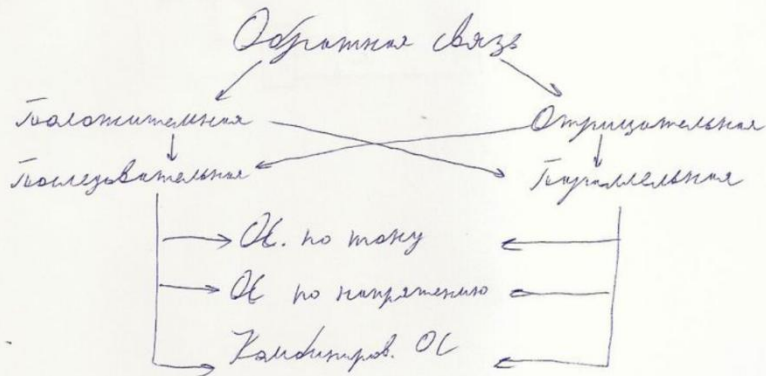 Обратная связь
Положительная Отрицательная
Последовательная Параллельная
ОС. по току
ОС по напряжению
Комбиниров. ОС